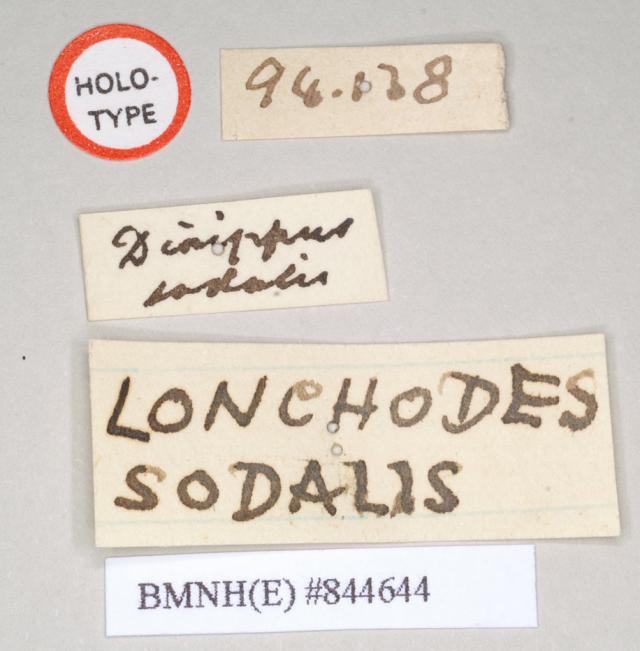 HOLO-
TYPE
94.138
Dixippus
sodalis
LONCHODES
SODALIS
BMNH(E) #844644